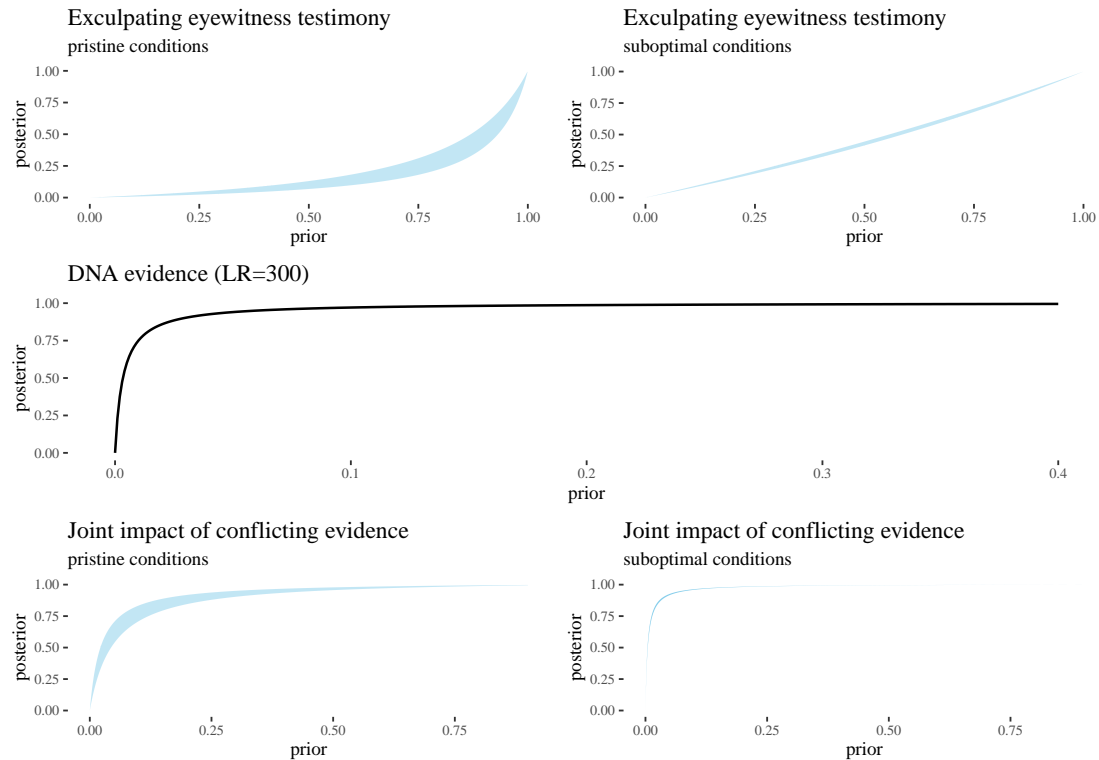 Exculpating eyewitness testimony
pristine conditions
1.00
0.75
0.50
0.25
0.00
posterior
0.00 0.25 0.50 0.75 1.00
prior
Exculpating eyewitness testimony
suboptimal conditions
1.00
0.75
0.50
0.25
0.00
posterior
0.00 0.25 0.50 0.75 1.00
prior
DNA evidence (LR=300)
1.00
0.75
0.50
0.25
0.00
posterior
0.0 0.1 0.2 0.3 0.4
prior
Joint impact of conflicting evidence
pristine conditions
1.00
0.75
0.50
0.25
0.00
posterior
0.00 0.25 0.50 0.75
prior
Joint impact of conflicting evidence
suboptimal conditions
1.00
0.75
0.50
0.25
0.00
posterior
0.00 0.25 0.50 0.75
prior